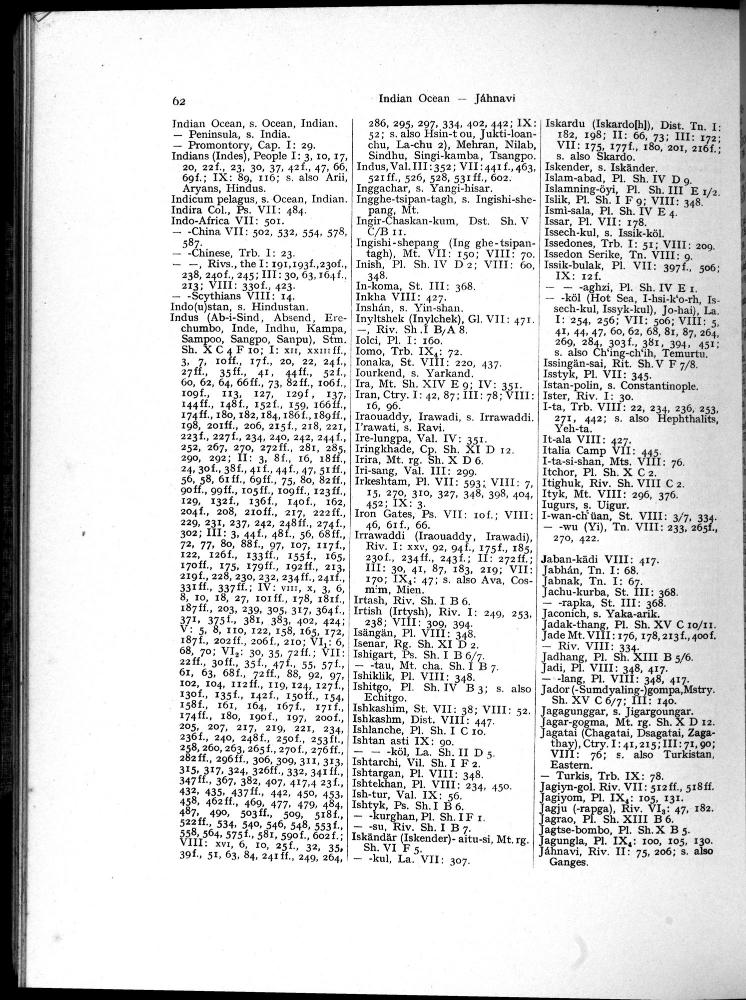 62
Indian Ocean — Jáhnavi
Indian Ocean, s. Ocean, Indian.
— Peninsula, s. India.
— Promontory, Cap. I: 29.
Indians (Indes), People I: 3, 10, 17,
20, 22f., 23, 30, 37, 42f., 47, 66,
69f.; IX: 89, 116; s. also Arii,
Aryans, Hindus.
Indicum pelagus, s. Ocean, Indian.
Indira Col., Ps. VII: 484.
Indo-Africa VII: 501.
— -China VII: 502, 532, 554, 578,
587.
— -Chinese, Trb. I: 23.
— —, Rivs., the I: 191, 193f., 230f.,
238, 240f., 245; III: 30, 63, 164f.,
213; VIII: 330f., 423.
— -Scythians VIII: 14.
Indo(u)stan, s. Hindustan.
Indus (Ab-i-Sind, Absend, Ere-
chumbo, Inde, Indhu, Kampa,
Sampoo, Sangpo, Sanpu), Stm.
Sh. X C 4 F 10; I: XII, XXIII ff.,
3, 7, 10ff., 17f., 20, 22, 24f.,
27ff., 35ff., 41, 44ff., 52f.,
60, 62, 64, 66ff., 73, 82ff., 106f.,
109f., 113, 127, 129f., 137,
144ff., 148f., 152f., 159, 166ff.,
174ff., 180, 182, 184, 186f., 189ff.,
198, 201ff., 206, 215f., 218, 221,
223f., 227f., 234, 240, 242, 244f.,
252, 267, 270, 272ff., 281, 285,
290, 292; II: 3, 8f., 16, 18ff.,
24, 30f., 38f., 41f., 44f., 47, 51ff.,
56, 58, 61ff., 69ff., 75, 80, 82ff.,
90ff., 99ff., 105ff., 109ff., 123ff.,
129, 132f., 136f., 140f., 162,
204f., 208, 210ff., 217, 222ff.,
229, 231, 237, 242, 248ff., 274f.,
302; III: 3, 44f., 48f., 56, 68ff.,
72, 77, 80, 88f., 97, 107, 117f.,
122, 126f., 133ff., 155f., 165,
170ff., 175, 179ff., 192ff., 213,
219f., 228, 230, 232, 234ff., 241f.,
331ff., 337ff.; IV: VIII, X, 3, 6,
8, 10, 18, 27, 101ff., 178, 181f.,
187ff., 203, 239, 305, 317, 364f.,
371, 375f., 381, 383, 402, 424;
V: 5, 8, 110, 122, 158, 165, 172,
187f., 202ff., 206f., 210; VI₁: 6,
68, 70; VI₂: 30, 35, 72ff.; VII:
22ff., 30ff., 35f., 47f., 55, 57f.,
61, 63, 68f., 72ff., 88, 92, 97,
102, 104, 112ff., 119, 124, 127f.,
130f., 135f., 142f., 150ff., 154,
158f., 161, 164, 167f., 171f.,
174ff., 180, 190f., 197, 200f.,
205, 207, 217, 219, 221, 234,
236f., 240, 248f., 250f., 253ff.,
258, 260, 263, 265f., 270f., 276ff.,
282ff., 296ff., 306, 309, 311, 313,
315, 317, 324, 326ff., 332, 341ff.,
347ff., 367, 382, 407, 417,423f.,
432, 435, 437ff., 442, 450, 453,
458, 462ff., 469, 477, 479, 484,
487, 490, 503ff., 509, 518f.,
522ff., 534, 540, 546, 548, 553f.,
558, 564, 575f., 581, 590f., 602f.;
VIII: XVI, 6, 10, 25f., 32, 35,
39f., 51, 63, 84, 241ff., 249, 264,
286, 295, 297, 334, 402, 442; IX:
52; s. also Hsin-t ou, Jukti-loan-
chu, La-chu 2), Mehran, Nilab,
Sindhu, Singi-kamba, Tsangpo.
Indus, Val. III: 352; VII: 441f., 463,
521ff., 526, 528, 531ff., 602.
Inggachar, s. Yangi-hisar.
Ingghe-tsipan-tagh, s. Ingishi-she-
pang, Mt.
Ingir-Chaskan-kum, Dst. Sh. V
C/B 11.
Ingishi-shepang (Ing ghe-tsipan-
tagh), Mt. VII: 150; VIII: 70.
Inish, Pl. Sh. IV D 2; VIII: 60,
348.
In-koma, St. III: 368.
Inkha VIII: 427.
Inshán, s. Yin-shan.
Inyltshek (Inylchek), Gl. VII: 471.
—, Riv. Sh. I B/A 8.
Iolci, Pl. I: 160.
Iomo, Trb. IX₄: 72.
Ionaka, St. VIII: 220, 437.
Iourkend, s. Yarkand.
Ira, Mt. Sh. XIV E 9; IV: 351.
Iran, Ctry. I: 42, 87; III: 78; VIII:
16, 96.
Iraouaddy, Irawadi, s. Irrawaddi.
I'rawati, s. Ravi.
Ire-lungpa, Val. IV: 351.
Iringkhade, Cp. Sh. XI D 12.
Irira, Mt. rg. Sh. X D 6.
Iri-sang, Val. III: 299.
Irkeshtam, Pl. VII: 593; VIII: 7,
15, 270, 310, 327, 348, 398, 404,
452; IX: 3.
Iron Gates, Ps. VII: 10f.; VIII:
46, 61f., 66.
Irrawaddi (Iraouaddy, Irawadi),
Riv. I: XXV, 92, 94f., 175f., 185,
230f., 234ff., 243f.; II: 272ff.;
III: 30, 41, 87, 183, 219; VII:
170; IX₄: 47; s. also Ava, Cos-
mim, Mien.
Irtash, Riv. Sh. I B 6.
Irtish (Irtysh), Riv. I: 249, 253,
238; VIII: 309, 394.
Isängän, Pl. VIII: 348.
Isenar, Rg. Sh. XI D 2.
Ishigart, Ps. Sh. I B 6/7.
— -tau, Mt. cha. Sh. I B 7.
Ishiklik, Pl. VIII: 348.
Ishitgo, Pl. Sh. IV B 3; s. also
Echitgo.
Ishkashim, St. VII: 38; VIII: 52.
Ishkashm, Dist. VIII: 447.
Ishlanche, Pl. Sh. I C 10.
Ishtan asti IX: 90.
— — -köl, La. Sh. II D 5.
Ishtarchi, Vil. Sh. I F 2.
Ishtargan, Pl. VIII: 348.
Ishtekhan, Pl. VIII: 234, 450.
Ish-tur, Val. IX: 56.
Ishtyk, Ps. Sh. I B 6.
— -kurghan, Pl. Sh. I F 1.
— -su, Riv. Sh. I B 7.
Iskändär (Iskender)- aitu-si, Mt. rg.
Sh. VI F 5.
— -kul, La. VII: 307.
Iskardu (Iskardo[h]), Dist. Tn. I:
182, 198; II: 66, 73; III: 172;
VII: 175, 177f., 180, 201, 216f.;
s. also Skardo.
Iskender, s. Iskänder.
Islam-abad, Pl. Sh. IV D 9.
Islamning-öyi, Pl. Sh. III E 1/2.
Islik, Pl. Sh. I F 9; VIII: 348.
Ismi-sala, Pl. Sh. IV E 4.
Issar, Pl. VII: 178.
Issech-kul, s. Issik-köl.
Issedones, Trb. I: 51; VIII: 209.
Issedon Serike, Tn. VIII: 9.
Issik-bulak, Pl. VII: 397f., 506;
IX: 12f.
— — -aghzi, Pl. Sh. IV E 1.
— -köl (Hot Sea, I-hsi-k'o-rh, Is-
sech-kul, Issyk-kul), Jo-hai), La.
I: 254, 256; VII: 506; VIII: 5,
41, 44, 47, 60, 62, 68, 81, 87, 264,
269, 284, 303f., 381, 394, 451;
s. also Ch'ing-ch'ih, Temurtu.
Issingän-sai, Rit. Sh. V F 7/8.
Isstyk, Pl. VII: 345.
Istan-polin, s. Constantinople.
Ister, Riv. I: 30.
I-ta, Trb. VIII: 22, 234, 236, 253,
271, 442; s. also Hephthalits,
Yeh-ta.
It-ala VIII: 427.
Italia Camp VII: 445.
I-ta-si-shan, Mts. VIII: 76.
Itchor, Pl. Sh. X C 2.
Itighuk, Riv. Sh. VIII C 2.
Ityk, Mt. VIII: 296, 376.
Iugurs, s. Uigur.
I-wan-ch'üan, St. VIII: 3/7, 334.
— -wu (Yi), Tn. VIII: 233, 265f.,
270, 422.
Jaban-kädi VIII: 417.
Jabhán, Tn. I: 68.
Jabnak, Tn. I: 67.
Jachu-kurba, St. III: 368.
— -rapka, St. III: 368.
Jaconich, s. Yaka-arik.
Jadak-thang, Pl. Sh. XV C 10/11.
Jade Mt. VIII: 176, 178, 213f., 400f.
— Riv. VIII: 334.
Jadhang, Pl. Sh. XIII B 5/6.
Jadi, Pl. VIII: 348, 417.
— -lang, Pl. VIII: 348, 417.
Jador (-Sumdyaling-)gompa, Mstry.
Sh. XV C 6/7; III: 140.
Jagagunggar, s. Jigargoungar.
Jagar-gogma, Mt. rg. Sh. X D 12.
Jagatai (Chagatai, Dsagatai, Zaga-
thay), Ctry. I: 41, 215; III: 71, 90;
VIII: 76; s. also Turkistan,
Eastern.
— Turkis, Trb. IX: 78.
Jagiyn-gol. Riv. VII: 512ff., 518ff.
Jagiyom, Pl. IX₄: 105, 131.
Jagju (-rapga), Riv. VI₂: 47, 182.
Jagrao, Pl. Sh. XIII B 6.
Jagtse-bombo, Pl. Sh. X B 5.
Jagungla, Pl. IX₄: 100, 105, 130.
Jáhnavi, Riv. II: 75, 206; s. also
Ganges.